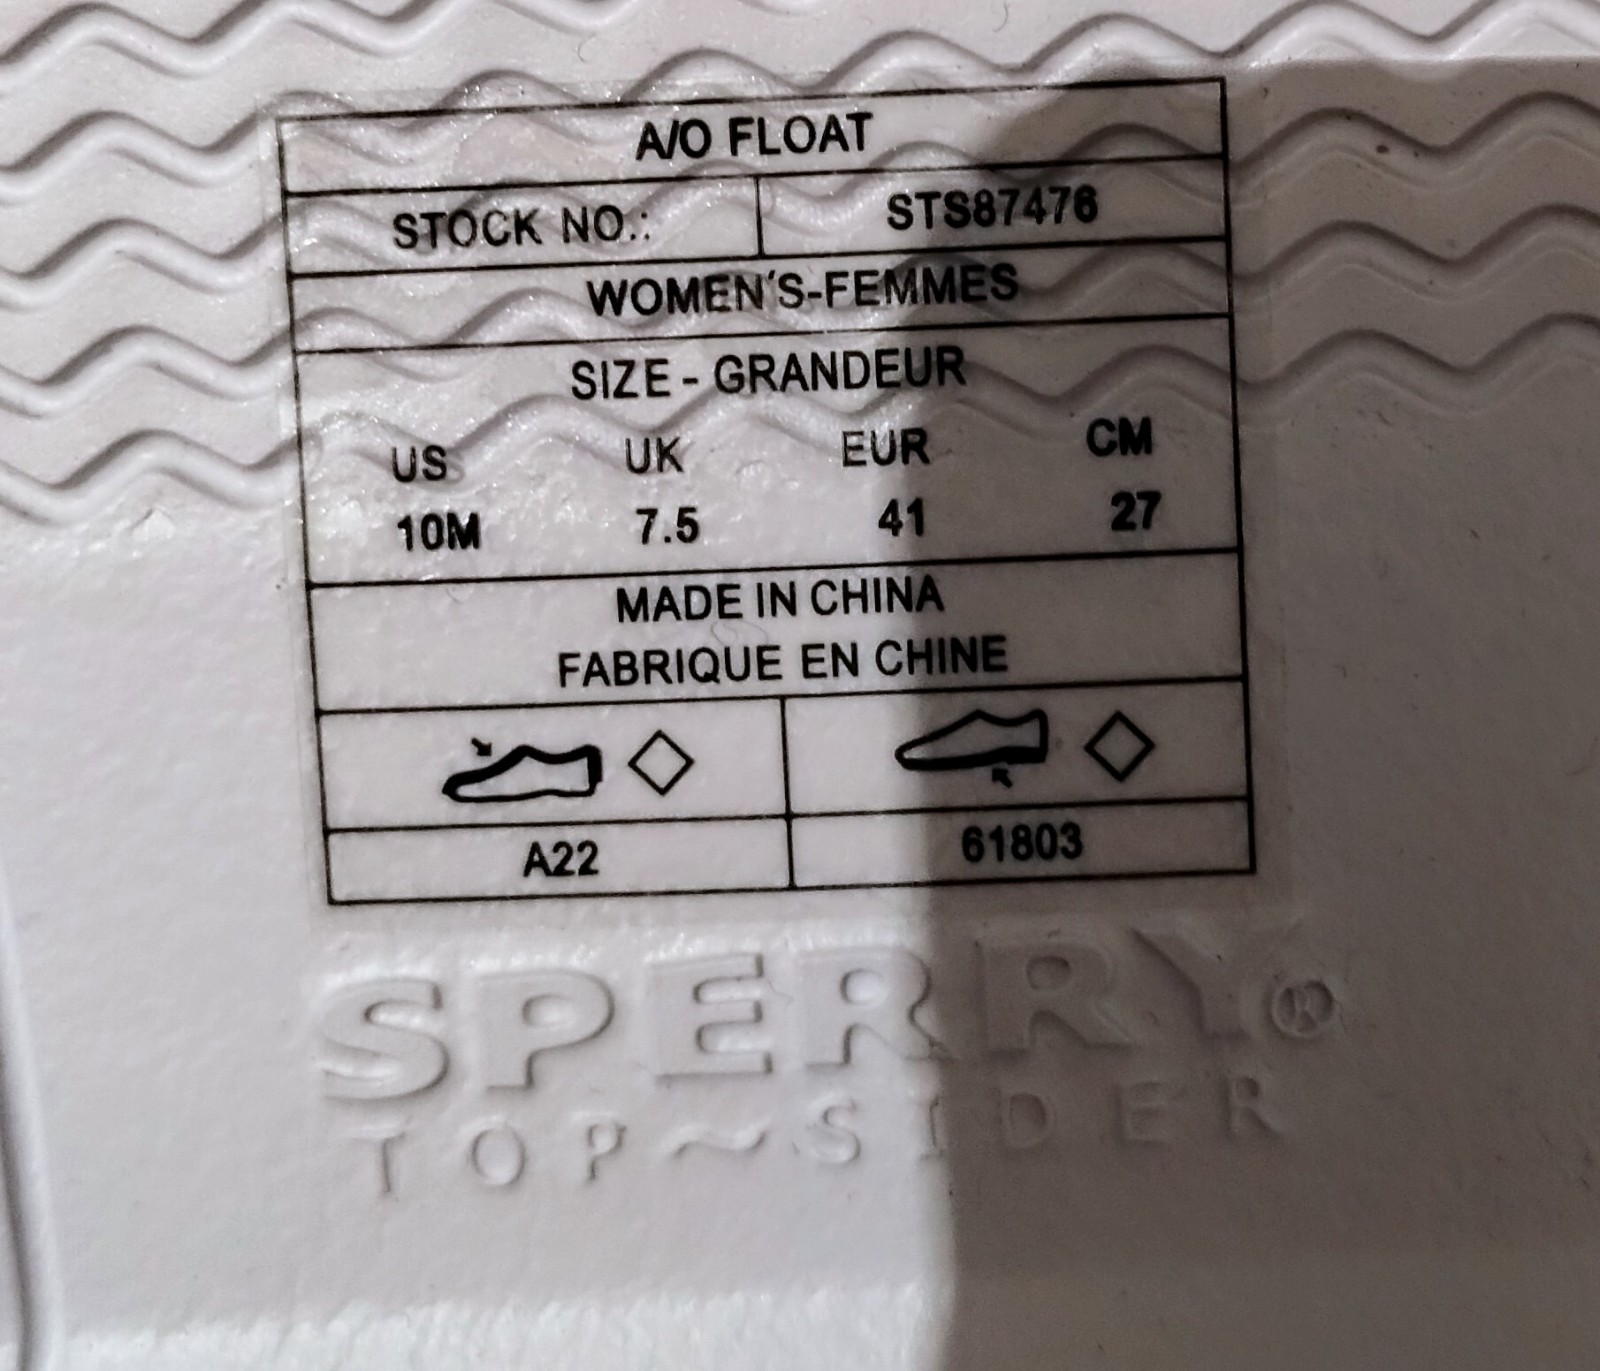 A/O FLOAT
STOCK NO.: STS87476
WOMEN'S-FEMMES
SIZE - GRANDEUR
US UK EUR CM
10M 7.5 41 27
MADE IN CHINA
FABRIQUE EN CHINE
A22 61803
SPERRY®
TOP~SIDER